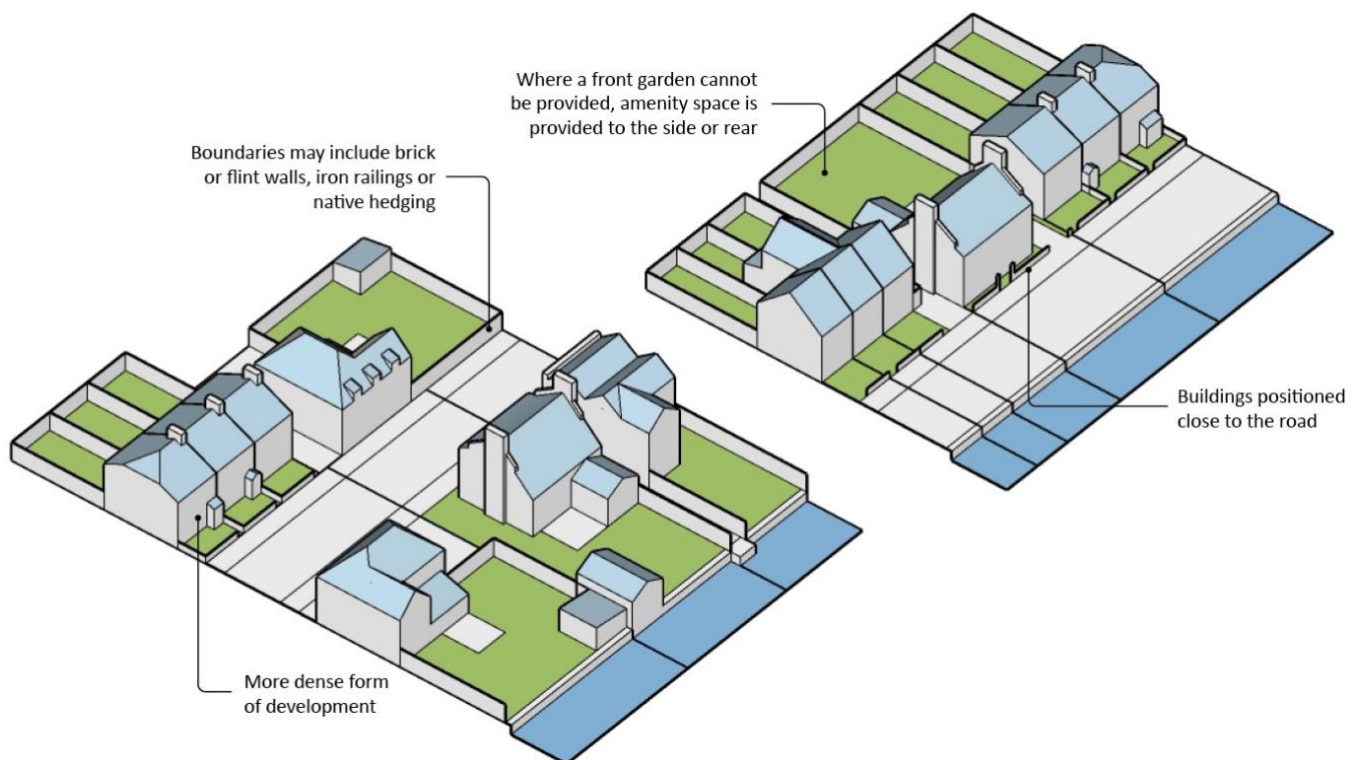 Where a front garden cannot
be provided, amenity space is
provided to the side or rear
Boundaries may include brick
or flint walls, iron railings or
native hedging
Buildings positioned
close to the road
More dense form
of development